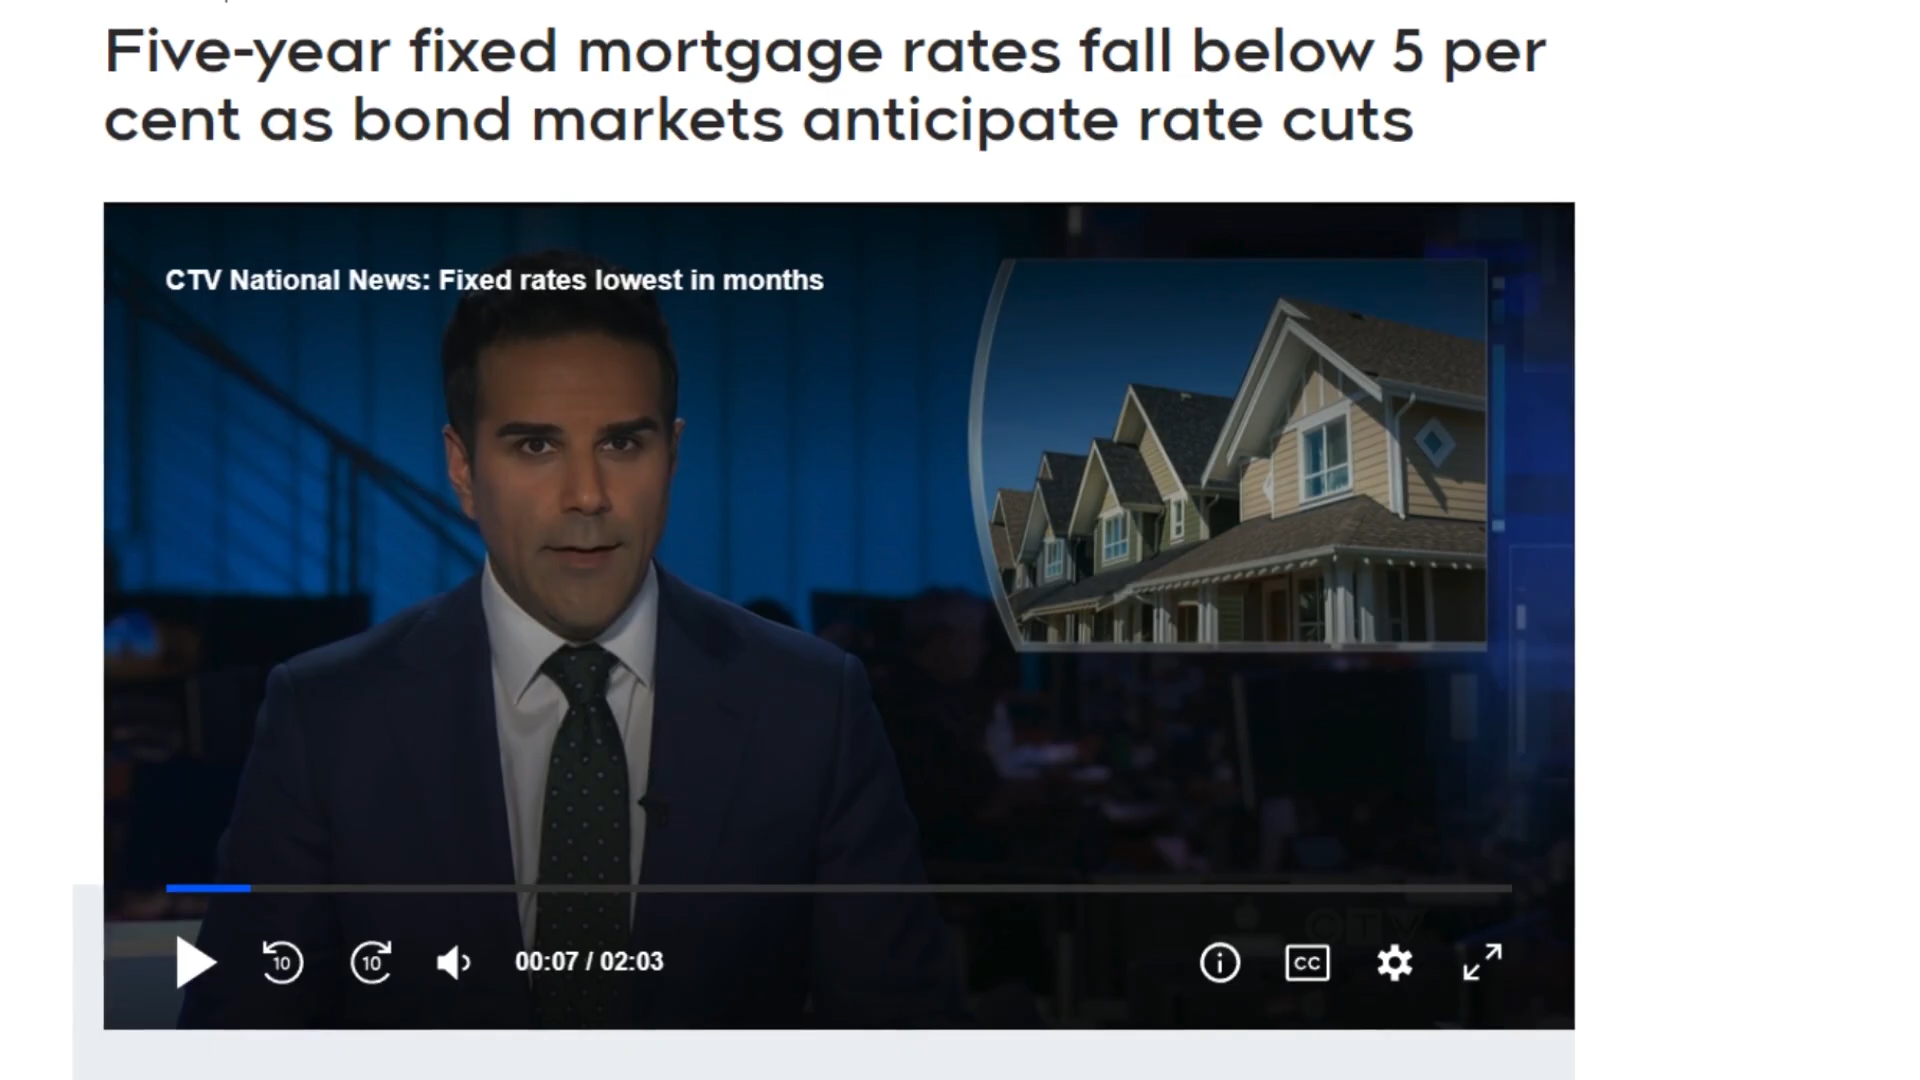 Five-year fixed mortgage rates fall below 5 per
cent as bond markets anticipate rate cuts
CTV National News: Fixed rates lowest in months
10
10
00:07 / 02:03
CC
CTV